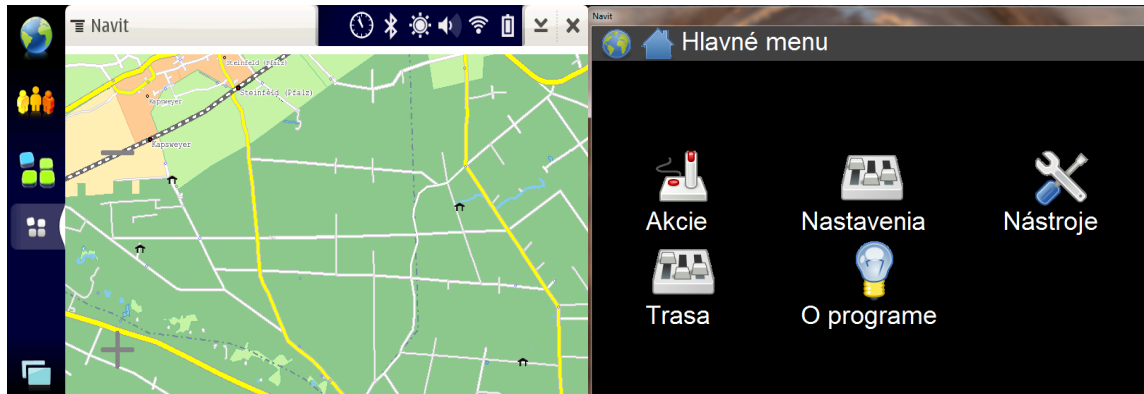 Navit
Steinfeld (Pfalz)
Steinfeld (Pfalz)
Kapsweyer
Kapsweyer
Navit
Hlavné menu
Akcie
Nastavenia
Nástroje
Trasa
O programe